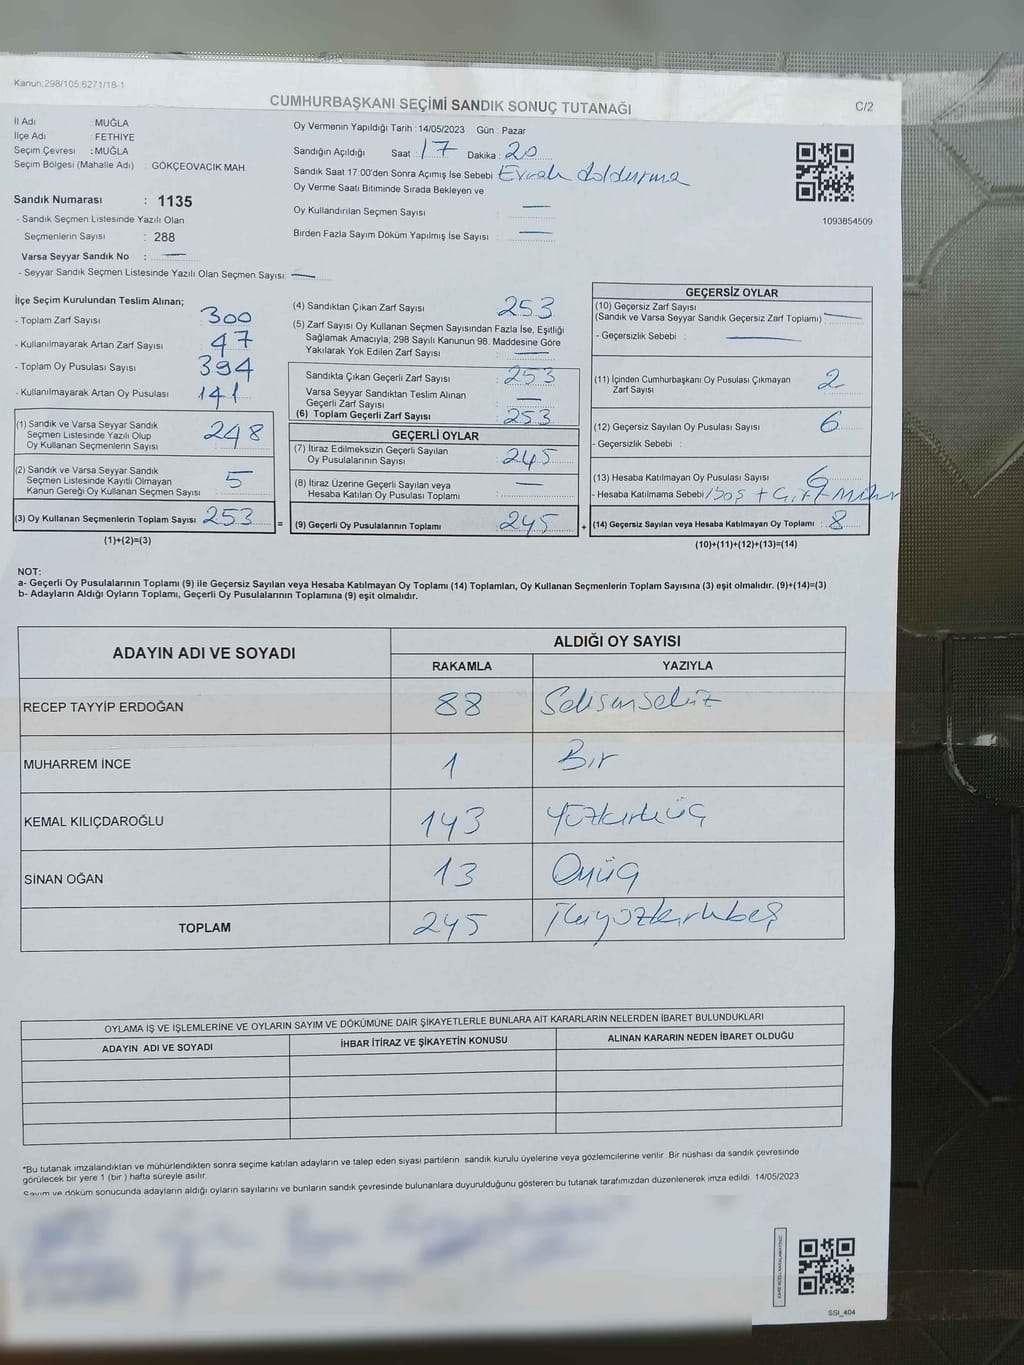 Kanun;298/105;6271/18-1
CUMHURBAŞKANI SEÇİMİ SANDIK SONUÇ TUTANAĞI
C/2
İl Adı : MUĞLA
İlçe Adı : FETHİYE
Seçim Çevresi : MUĞLA
Seçim Bölgesi (Mahalle Adı) : GÖKÇEOVACIK MAH.
Sandık Numarası : 1135
- Sandık Seçmen Listesinde Yazılı Olan
Seçmenlerin Sayısı : 288
Varsa Seyyar Sandık No : —
- Seyyar Sandık Seçmen Listesinde Yazılı Olan Seçmen Sayısı: —
Oy Vermenin Yapıldığı Tarih : 14/05/2023 Gün : Pazar
Sandığın Açıldığı Saat : 17 Dakika : 20
Sandık Saat 17:00'den Sonra Açımış İse Sebebi : Evrak doldurma
Oy Verme Saati Bitiminde Sırada Bekleyen ve
Oy Kullandırılan Seçmen Sayısı : —
Birden Fazla Sayım Döküm Yapılmış İse Sayısı : —
1093854509
İlçe Seçim Kurulundan Teslim Alınan;
- Toplam Zarf Sayısı : 300
- Kullanılmayarak Artan Zarf Sayısı : 47
- Toplam Oy Pusulası Sayısı : 394
- Kullanılmayarak Artan Oy Pusulası : 141
(1) Sandık ve Varsa Seyyar Sandık
Seçmen Listesinde Yazılı Olup
Oy Kullanan Seçmenlerin Sayısı : 248
(2) Sandık ve Varsa Seyyar Sandık
Seçmen Listesinde Kayıtlı Olmayan
Kanun Gereği Oy Kullanan Seçmen Sayısı : 5
(3) Oy Kullanan Seçmenlerin Toplam Sayısı : 253
(1)+(2)=(3)
(4) Sandıktan Çıkan Zarf Sayısı : 253
(5) Zarf Sayısı Oy Kullanan Seçmen Sayısından Fazla İse, Eşitliği
Sağlamak Amacıyla; 298 Sayılı Kanunun 98. Maddesine Göre
Yakılarak Yok Edilen Zarf Sayısı : —
Sandıkta Çıkan Geçerli Zarf Sayısı : 253
Varsa Seyyar Sandıktan Teslim Alınan
Geçerli Zarf Sayısı : —
(6) Toplam Geçerli Zarf Sayısı : 253
GEÇERLİ OYLAR
(7) İtiraz Edilmeksizin Geçerli Sayılan
Oy Pusulalarının Sayısı : 245
(8) İtiraz Üzerine Geçerli Sayılan veya
Hesaba Katılan Oy Pusulası Toplamı : —
= (9) Geçerli Oy Pusulalarının Toplamı : 245
GEÇERSİZ OYLAR
(10) Geçersiz Zarf Sayısı
(Sandık ve Varsa Seyyar Sandık Geçersiz Zarf Toplamı) : —
- Geçersizlik Sebebi : —
(11) İçinden Cumhurbaşkanı Oy Pusulası Çıkmayan
Zarf Sayısı : 2
(12) Geçersiz Sayılan Oy Pusulası Sayısı : 6
- Geçersizlik Sebebi :
(13) Hesaba Katılmayan Oy Pusulası Sayısı : 6
- Hesaba Katılmama Sebebi : Boş + Çift Mühür
+ (14) Geçersiz Sayılan veya Hesaba Katılmayan Oy Toplamı : 8
(10)+(11)+(12)+(13)=(14)
NOT:
a- Geçerli Oy Pusulalarının Toplamı (9) ile Geçersiz Sayılan veya Hesaba Katılmayan Oy Toplamı (14) Toplamları, Oy Kullanan Seçmenlerin Toplam Sayısına (3) eşit olmalıdır. (9)+(14)=(3)
b- Adayların Aldığı Oyların Toplamı, Geçerli Oy Pusulalarının Toplamına (9) eşit olmalıdır.
ADAYIN ADI VE SOYADI
ALDIĞI OY SAYISI
RAKAMLA YAZIYLA
RECEP TAYYİP ERDOĞAN 88 Seksensekiz
MUHARREM İNCE 1 Bir
KEMAL KILIÇDAROĞLU 143 Yüzkırküç
SİNAN OĞAN 13 Onüç
TOPLAM 245 İkiyüzkırkbeş
OYLAMA İŞ VE İŞLEMLERİNE VE OYLARIN SAYIM VE DÖKÜMÜNE DAİR ŞİKAYETLERLE BUNLARA AİT KARARLARIN NELERDEN İBARET BULUNDUKLARI
ADAYIN ADI VE SOYADI İHBAR İTİRAZ VE ŞİKAYETİN KONUSU ALINAN KARARIN NEDEN İBARET OLDUĞU
*Bu tutanak imzalandıktan ve mühürlendikten sonra seçime katılan adayların ve talep eden siyasi partilerin sandık kurulu üyelerine veya gözlemcilerine verilir. Bir nüshası da sandık çevresinde
görülecek bir yere 1 (bir ) hafta süreyle asılır.
Sayım ve döküm sonucunda adayların aldığı oyların sayılarını ve bunların sandık çevresinde bulunanlara duyurulduğunu gösteren bu tutanak tarafımızdan düzenlenerek imza edildi. 14/05/2023
SSI_404